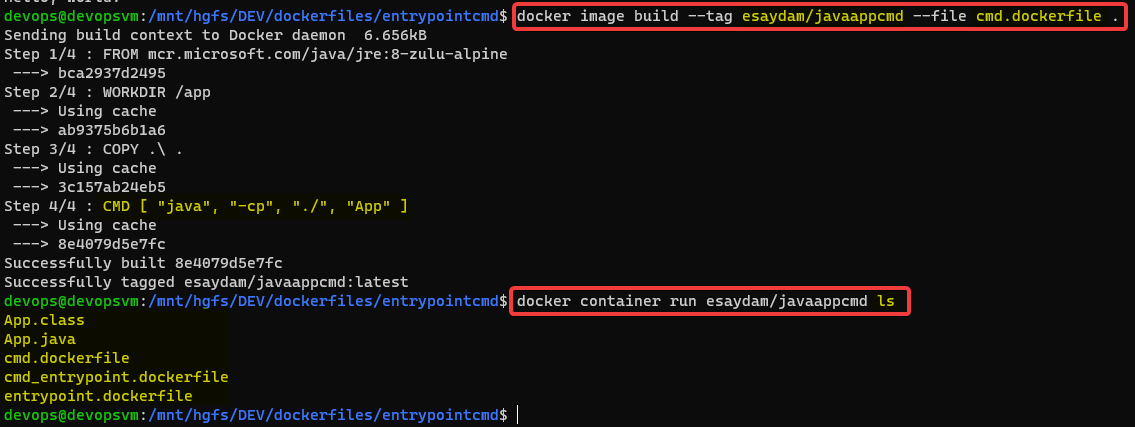 hello, world.
devops@devopsvm:/mnt/hgfs/DEV/dockerfiles/entrypointcmd$ docker image build --tag esaydam/javaappcmd --file cmd.dockerfile .
Sending build context to Docker daemon  6.656kB
Step 1/4 : FROM mcr.microsoft.com/java/jre:8-zulu-alpine
 ---> bca2937d2495
Step 2/4 : WORKDIR /app
 ---> Using cache
 ---> ab9375b6b1a6
Step 3/4 : COPY .\ .
 ---> Using cache
 ---> 3c157ab24eb5
Step 4/4 : CMD [ "java", "-cp", "./", "App" ]
 ---> Using cache
 ---> 8e4079d5e7fc
Successfully built 8e4079d5e7fc
Successfully tagged esaydam/javaappcmd:latest
devops@devopsvm:/mnt/hgfs/DEV/dockerfiles/entrypointcmd$ docker container run esaydam/javaappcmd ls
App.class
App.java
cmd.dockerfile
cmd_entrypoint.dockerfile
entrypoint.dockerfile
devops@devopsvm:/mnt/hgfs/DEV/dockerfiles/entrypointcmd$